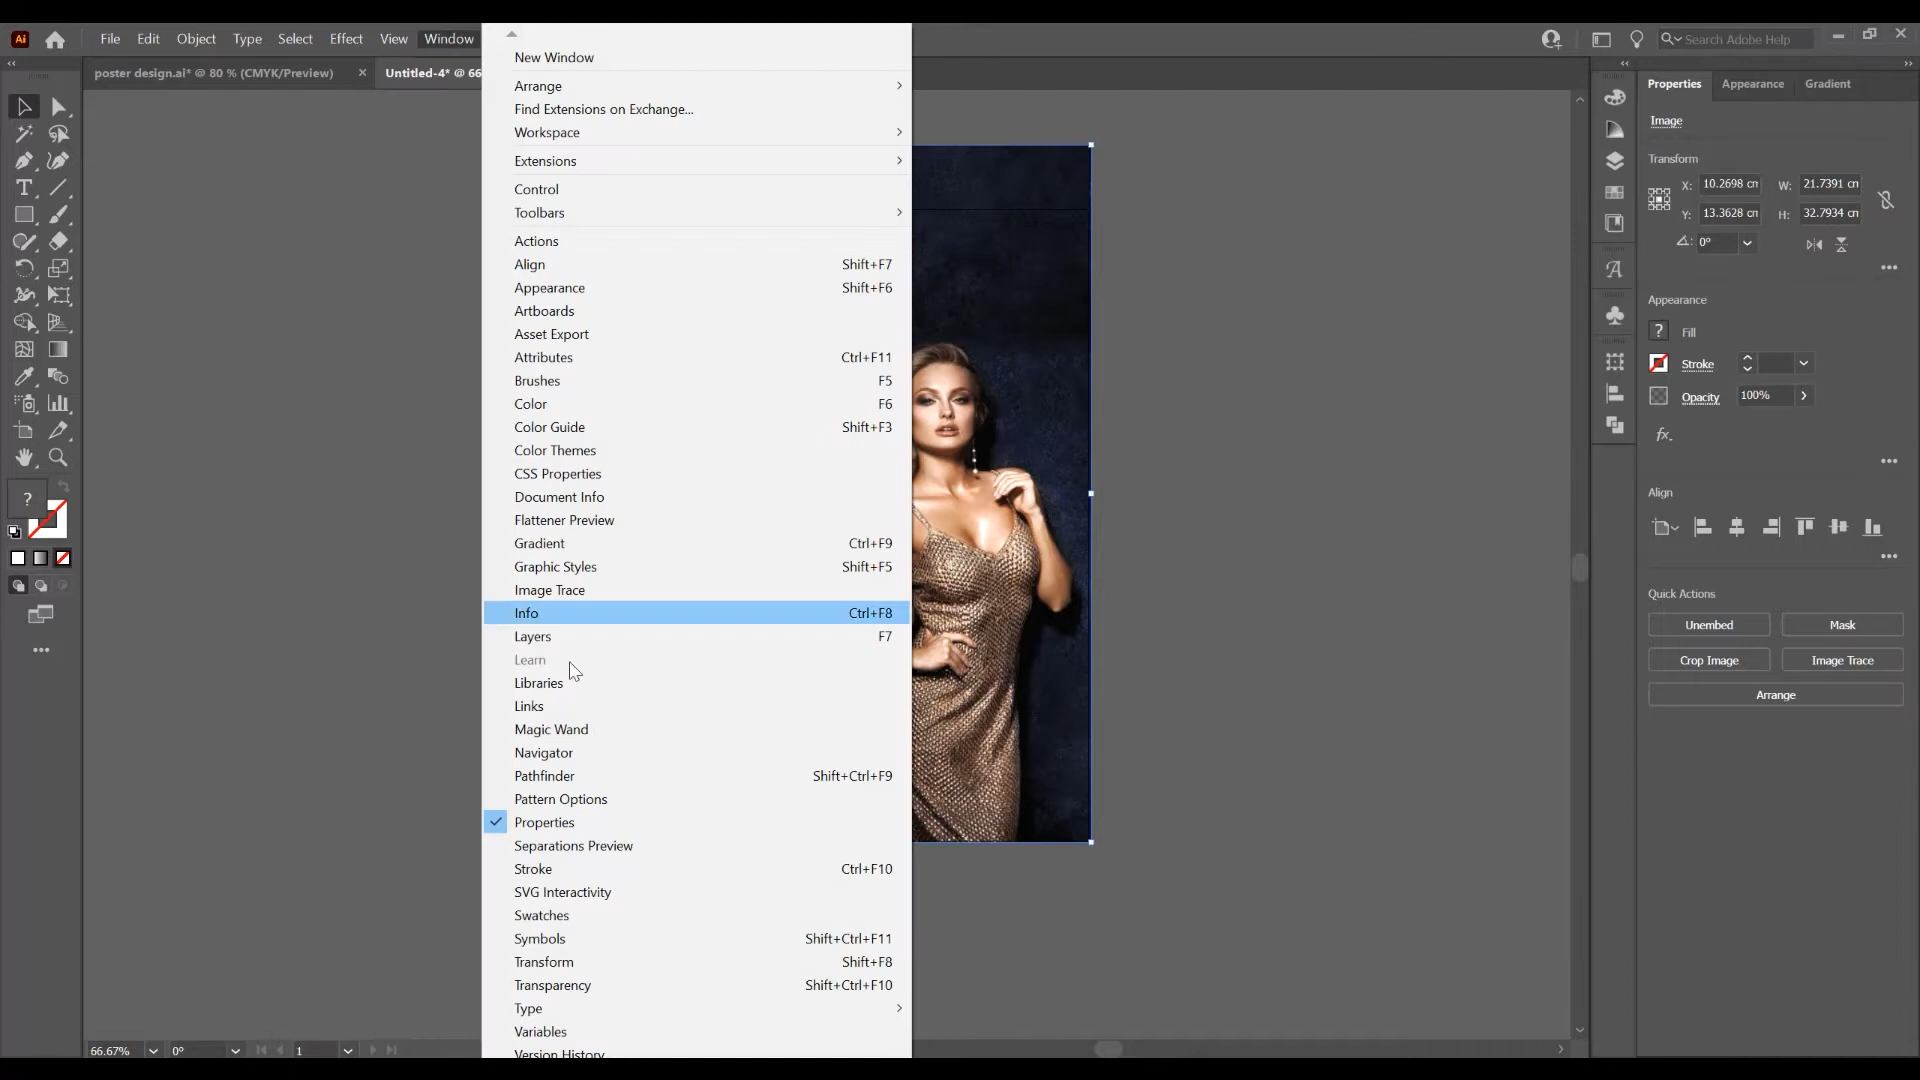 Ai File Edit Object Type Select Effect View Window Search Adobe Help
poster design.ai* @ 80 % (CMYK/Preview) × Untitled-4* @ 66
New Window
Arrange
Find Extensions on Exchange...
Workspace
Extensions
Control
Toolbars
Actions
Align Shift+F7
Appearance Shift+F6
Artboards
Asset Export
Attributes Ctrl+F11
Brushes F5
Color F6
Color Guide Shift+F3
Color Themes
CSS Properties
Document Info
Flattener Preview
Gradient Ctrl+F9
Graphic Styles Shift+F5
Image Trace
Info Ctrl+F8
Layers F7
Learn
Libraries
Links
Magic Wand
Navigator
Pathfinder Shift+Ctrl+F9
Pattern Options
Properties
Separations Preview
Stroke Ctrl+F10
SVG Interactivity
Swatches
Symbols Shift+Ctrl+F11
Transform Shift+F8
Transparency Shift+Ctrl+F10
Type
Variables
Version History
Properties Appearance Gradient
Image
Transform
X: 10.2698 cm W: 21.7391 cm
Y: 13.3628 cm H: 32.7934 cm
0°
Appearance
? Fill
Stroke
Opacity 100%
fx.
Align
Quick Actions
Unembed Mask
Crop Image Image Trace
Arrange
?
66.67% 0° 1